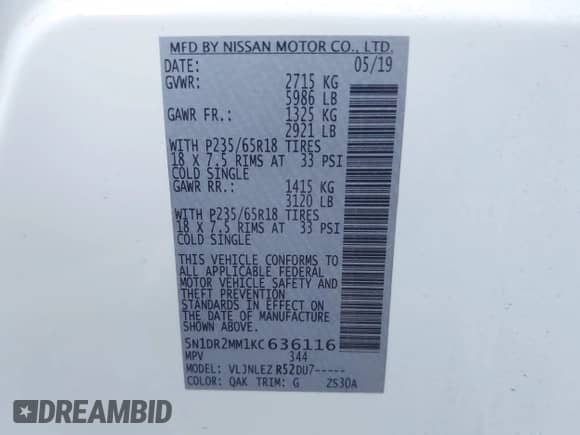 MFD BY NISSAN MOTOR CO., LTD.
DATE: 05/19
GVWR: 2715 KG
5986 LB
GAWR FR.: 1325 KG
2921 LB
WITH P235/65R18 TIRES
18 X 7.5 RIMS AT 33 PSI
COLD SINGLE
GAWR RR.: 1415 KG
3120 LB
WITH P235/65R18 TIRES
18 X 7.5 RIMS AT 33 PSI
COLD SINGLE
THIS VEHICLE CONFORMS TO
ALL APPLICABLE FEDERAL
MOTOR VEHICLE SAFETY AND
THEFT PREVENTION
STANDARDS IN EFFECT ON
THE DATE OF MANUFACTURE
SHOWN ABOVE.
5N1DR2MM1KC636116
MPV 344
MODEL: VLJNLEZ R52DU7-----
COLOR: QAK TRIM: G ZS30A
DREAMBID